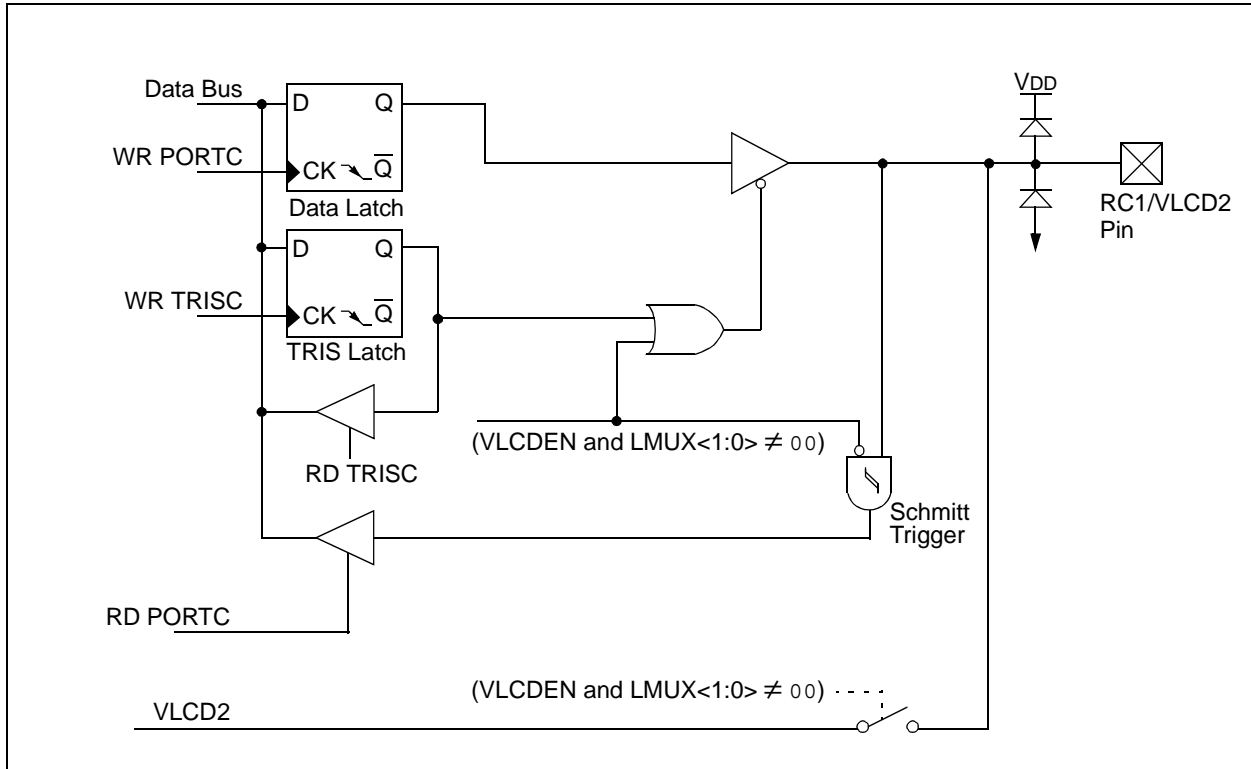 Data Bus
D Q
VDD
WR PORTC
CK Q̅
Data Latch
RC1/VLCD2
Pin
D Q
WR TRISC
CK Q̅
TRIS Latch
(VLCDEN and LMUX<1:0> ≠ 00)
RD TRISC
Schmitt
Trigger
RD PORTC
(VLCDEN and LMUX<1:0> ≠ 00)
VLCD2